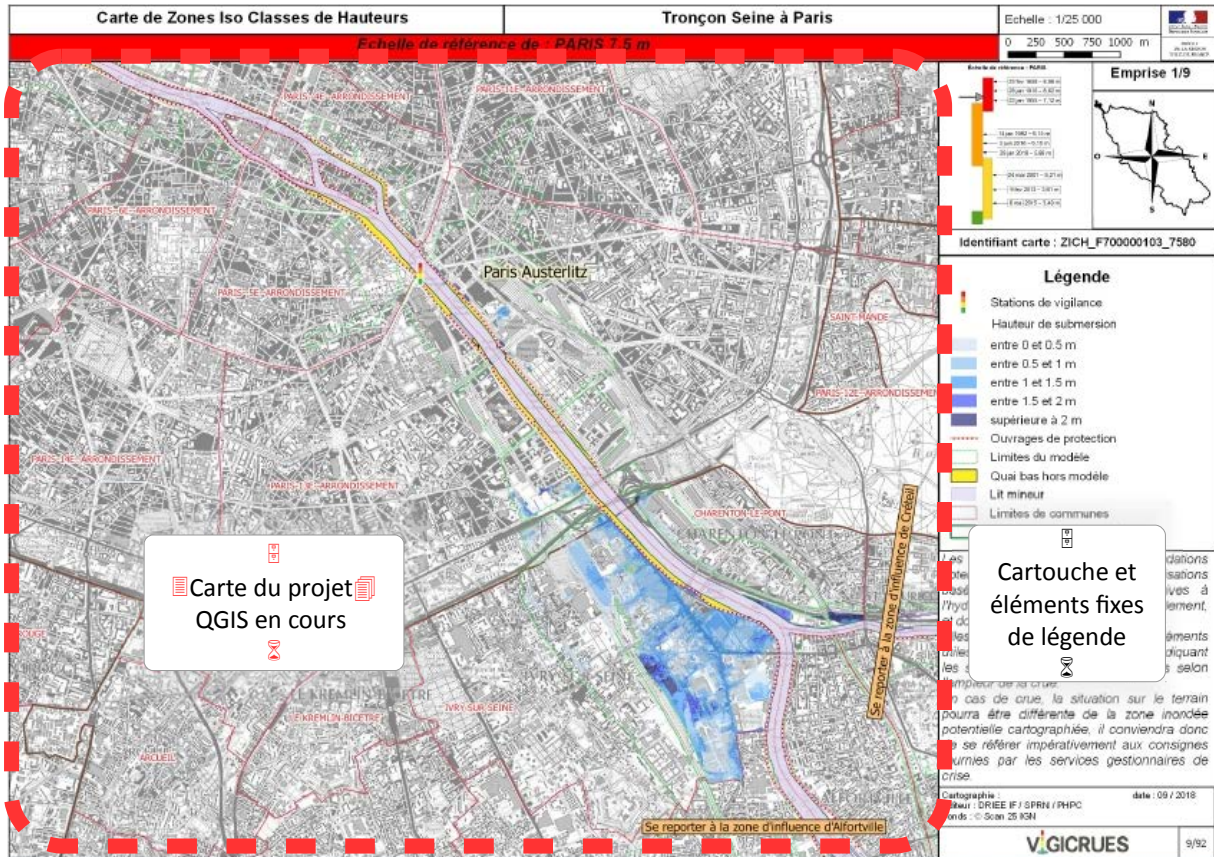 Carte de Zones Iso Classes de Hauteurs
Tronçon Seine à Paris
Echelle : 1/25 000
0 250 500 750 1000 m
Echelle de référence de : PARIS 7.5 m
Echelle de référence : PARIS
Emprise 1/9
N
O
E
S
Identifiant carte : ZICH_F700000103_7580
Légende
Stations de vigilance
Hauteur de submersion
entre 0 et 0.5 m
entre 0.5 et 1 m
entre 1 et 1.5 m
entre 1.5 et 2 m
supérieure à 2 m
Ouvrages de protection
Limites du modèle
Quai bas hors modèle
Lit mineur
Limites de communes
PARIS-4E-ARRONDISSEMENT
PARIS-11E-ARRONDISSEMENT
PARIS-6E-ARRONDISSEMENT
PARIS-5E-ARRONDISSEMENT
Paris Austerlitz
SAINT-MANDE
PARIS-12E-ARRONDISSEMENT
PARIS-14E-ARRONDISSEMENT
PARIS-13E-ARRONDISSEMENT
CHARENTON-LE-PONT
Se reporter à la zone d'influence de Créteil
Carte du projet
QGIS en cours
Cartouche et
éléments fixes
de légende
LE KREMLIN-BICETRE
IVRY-SUR-SEINE
ARCUEIL
Se reporter à la zone d'influence d'Alfortville
l'ampleur de la crue.
cas de crue, la situation sur le terrain
pourra être différente de la zone inondée
potentielle cartographiée, il conviendra donc
se référer impérativement aux consignes
par les services gestionnaires de
crise.
Cartographie :
date : 09 / 2018
: DRIEE IF / SPRN / PHPC
: © Scan 25 IGN
VIGICRUES
9/92